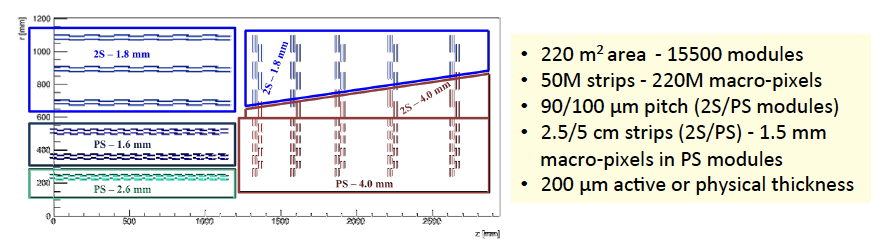 r [mm]
1200
1000
800
600
400
200
0
2S – 1.8 mm
PS – 1.6 mm
PS – 2.6 mm
2S – 1.8 mm
2S – 4.0 mm
PS – 4.0 mm
0 500 1000 1500 2000 2500
z [mm]
• 220 m² area - 15500 modules
• 50M strips - 220M macro-pixels
• 90/100 µm pitch (2S/PS modules)
• 2.5/5 cm strips (2S/PS) - 1.5 mm
macro-pixels in PS modules
• 200 µm active or physical thickness